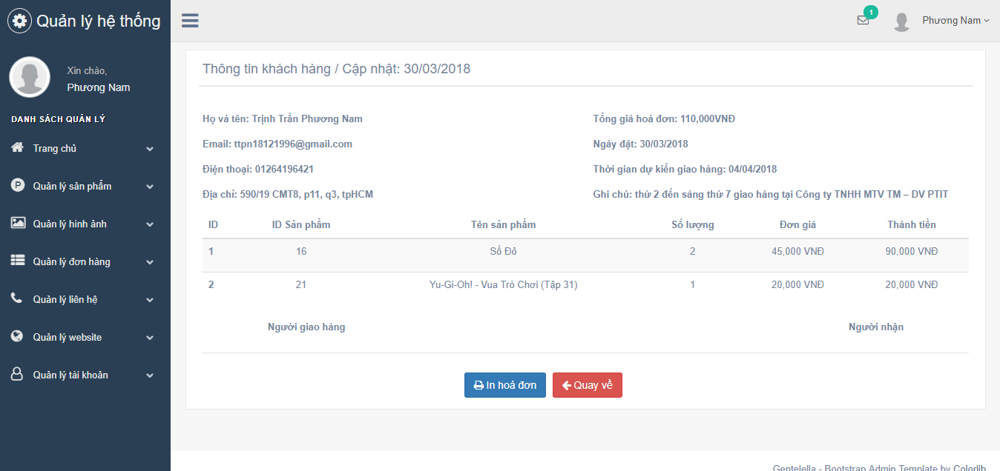 Quản lý hệ thống
1
Phương Nam
Xin chào,
Phương Nam
DANH SÁCH QUẢN LÝ
Trang chủ
Quản lý sản phẩm
Quản lý hình ảnh
Quản lý đơn hàng
Quản lý liên hệ
Quản lý website
Quản lý tài khoản
Thông tin khách hàng / Cập nhật: 30/03/2018
Họ và tên: Trịnh Trần Phương Nam
Email: ttpn18121996@gmail.com
Điện thoại: 01264196421
Địa chỉ: 590/19 CMT8, p11, q3, tpHCM
Tổng giá hoá đơn: 110,000VNĐ
Ngày đặt: 30/03/2018
Thời gian dự kiến giao hàng: 04/04/2018
Ghi chú: thứ 2 đến sáng thứ 7 giao hàng tại Công ty TNHH MTV TM – DV PTIT
ID ID Sản phẩm Tên sản phẩm Số lượng Đơn giá Thành tiền
1 16 Số Đỏ 2 45,000 VNĐ 90,000 VNĐ
2 21 Yu-Gi-Oh! - Vua Trò Chơi (Tập 31) 1 20,000 VNĐ 20,000 VNĐ
Người giao hàng Người nhận
In hoá đơn Quay về
Gentelella - Bootstrap Admin Template by Colorlib